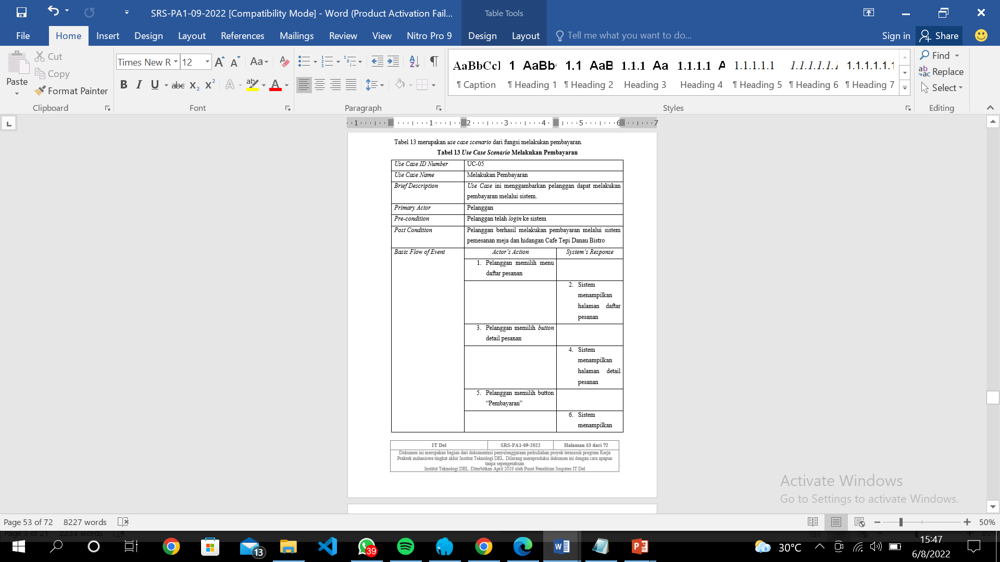 SRS-PA1-09-2022 [Compatibility Mode] - Word (Product Activation Fail...
Table Tools
File Home Insert Design Layout References Mailings Review View Nitro Pro 9 Design Layout Tell me what you want to do... Sign in Share
Paste
Cut
Copy
Format Painter
Clipboard
Times New R 12
Font
Paragraph
AaBbCcI 1 AaBb 1.1 AaB 1.1.1 Aa 1.1.1.1 A 1.1.1.1.1 1.1.1.1.1.1 1.1.1.1.1.1
¶ Caption ¶ Heading 1 ¶ Heading 2 Heading 3 Heading 4 ¶ Heading 5 ¶ Heading 6 ¶ Heading 7
Styles
Find
Replace
Select
Editing
1 1 2 3 4 5 6 7
Tabel 13 merupakan use case scenario dari fungsi melakukan pembayaran.
Tabel 13 Use Case Scenario Melakukan Pembayaran
Use Case ID Number UC-05
Use Case Name Melakukan Pembayaran
Brief Description Use Case ini menggambarkan pelanggan dapat melakukan
pembayaran melalui sistem.
Primary Actor Pelanggan
Pre-condition Pelanggan telah login ke sistem
Post Condition Pelanggan berhasil melakukan pembayaran melalui sistem
pemesanan meja dan hidangan Cafe Tepi Danau Bistro
Basic Flow of Event Actor's Action System's Response
1. Pelanggan memilih menu
daftar pesanan
2. Sistem
menampilkan
halaman daftar
pesanan
3. Pelanggan memilih button
detail pesanan
4. Sistem
menampilkan
halaman detail
pesanan
5. Pelanggan memilih button
“Pembayaran”
6. Sistem
menampilkan
IT Del SRS-PA1-09-2022 Halaman 53 dari 72
Dokumen ini merupakan bagian dari dokumentasi penyelenggaraan perkuliahan proyek termasuk program Kerja
Praktek mahasiswa tingkat akhir Institut Teknologi DEL. Dilarang mereproduksi dokumen ini dengan cara apapun
tanpa sepengetahuan
Institut Teknologi DEL. Diterbitkan April 2019 oleh Pusat Penelitian Soqrates IT Del
Activate Windows
Go to Settings to activate Windows.
Page 53 of 72 8227 words 50%
Page 3 of 21 2233 words 80%
13
39
30°C
15:47
6/8/2022